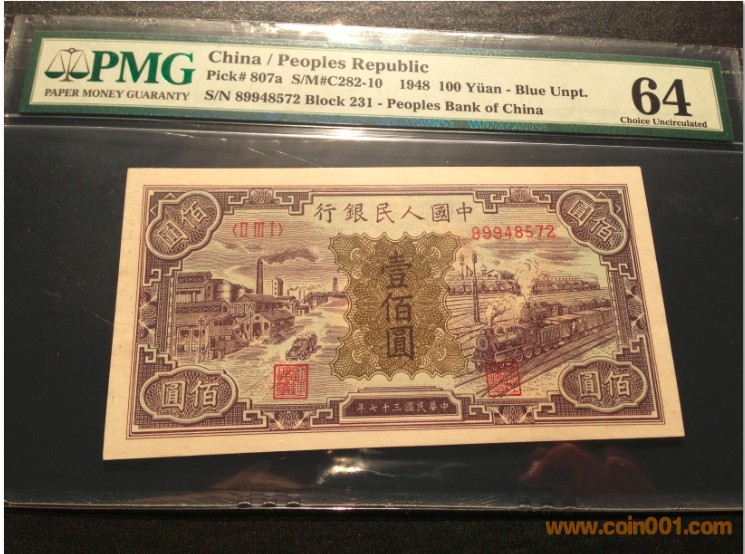 PMG
PAPER MONEY GUARANTY
China / Peoples Republic
Pick# 807a S/M#C282-10 1948 100 Yüan - Blue Unpt.
S/N 89948572 Block 231 - Peoples Bank of China
64
Choice Uncirculated
行銀民人國中
〈II III I〉
89948572
圓佰
圓佰
壹佰圓
圓佰
圓佰
年七十三國民華中
www.coin001.com